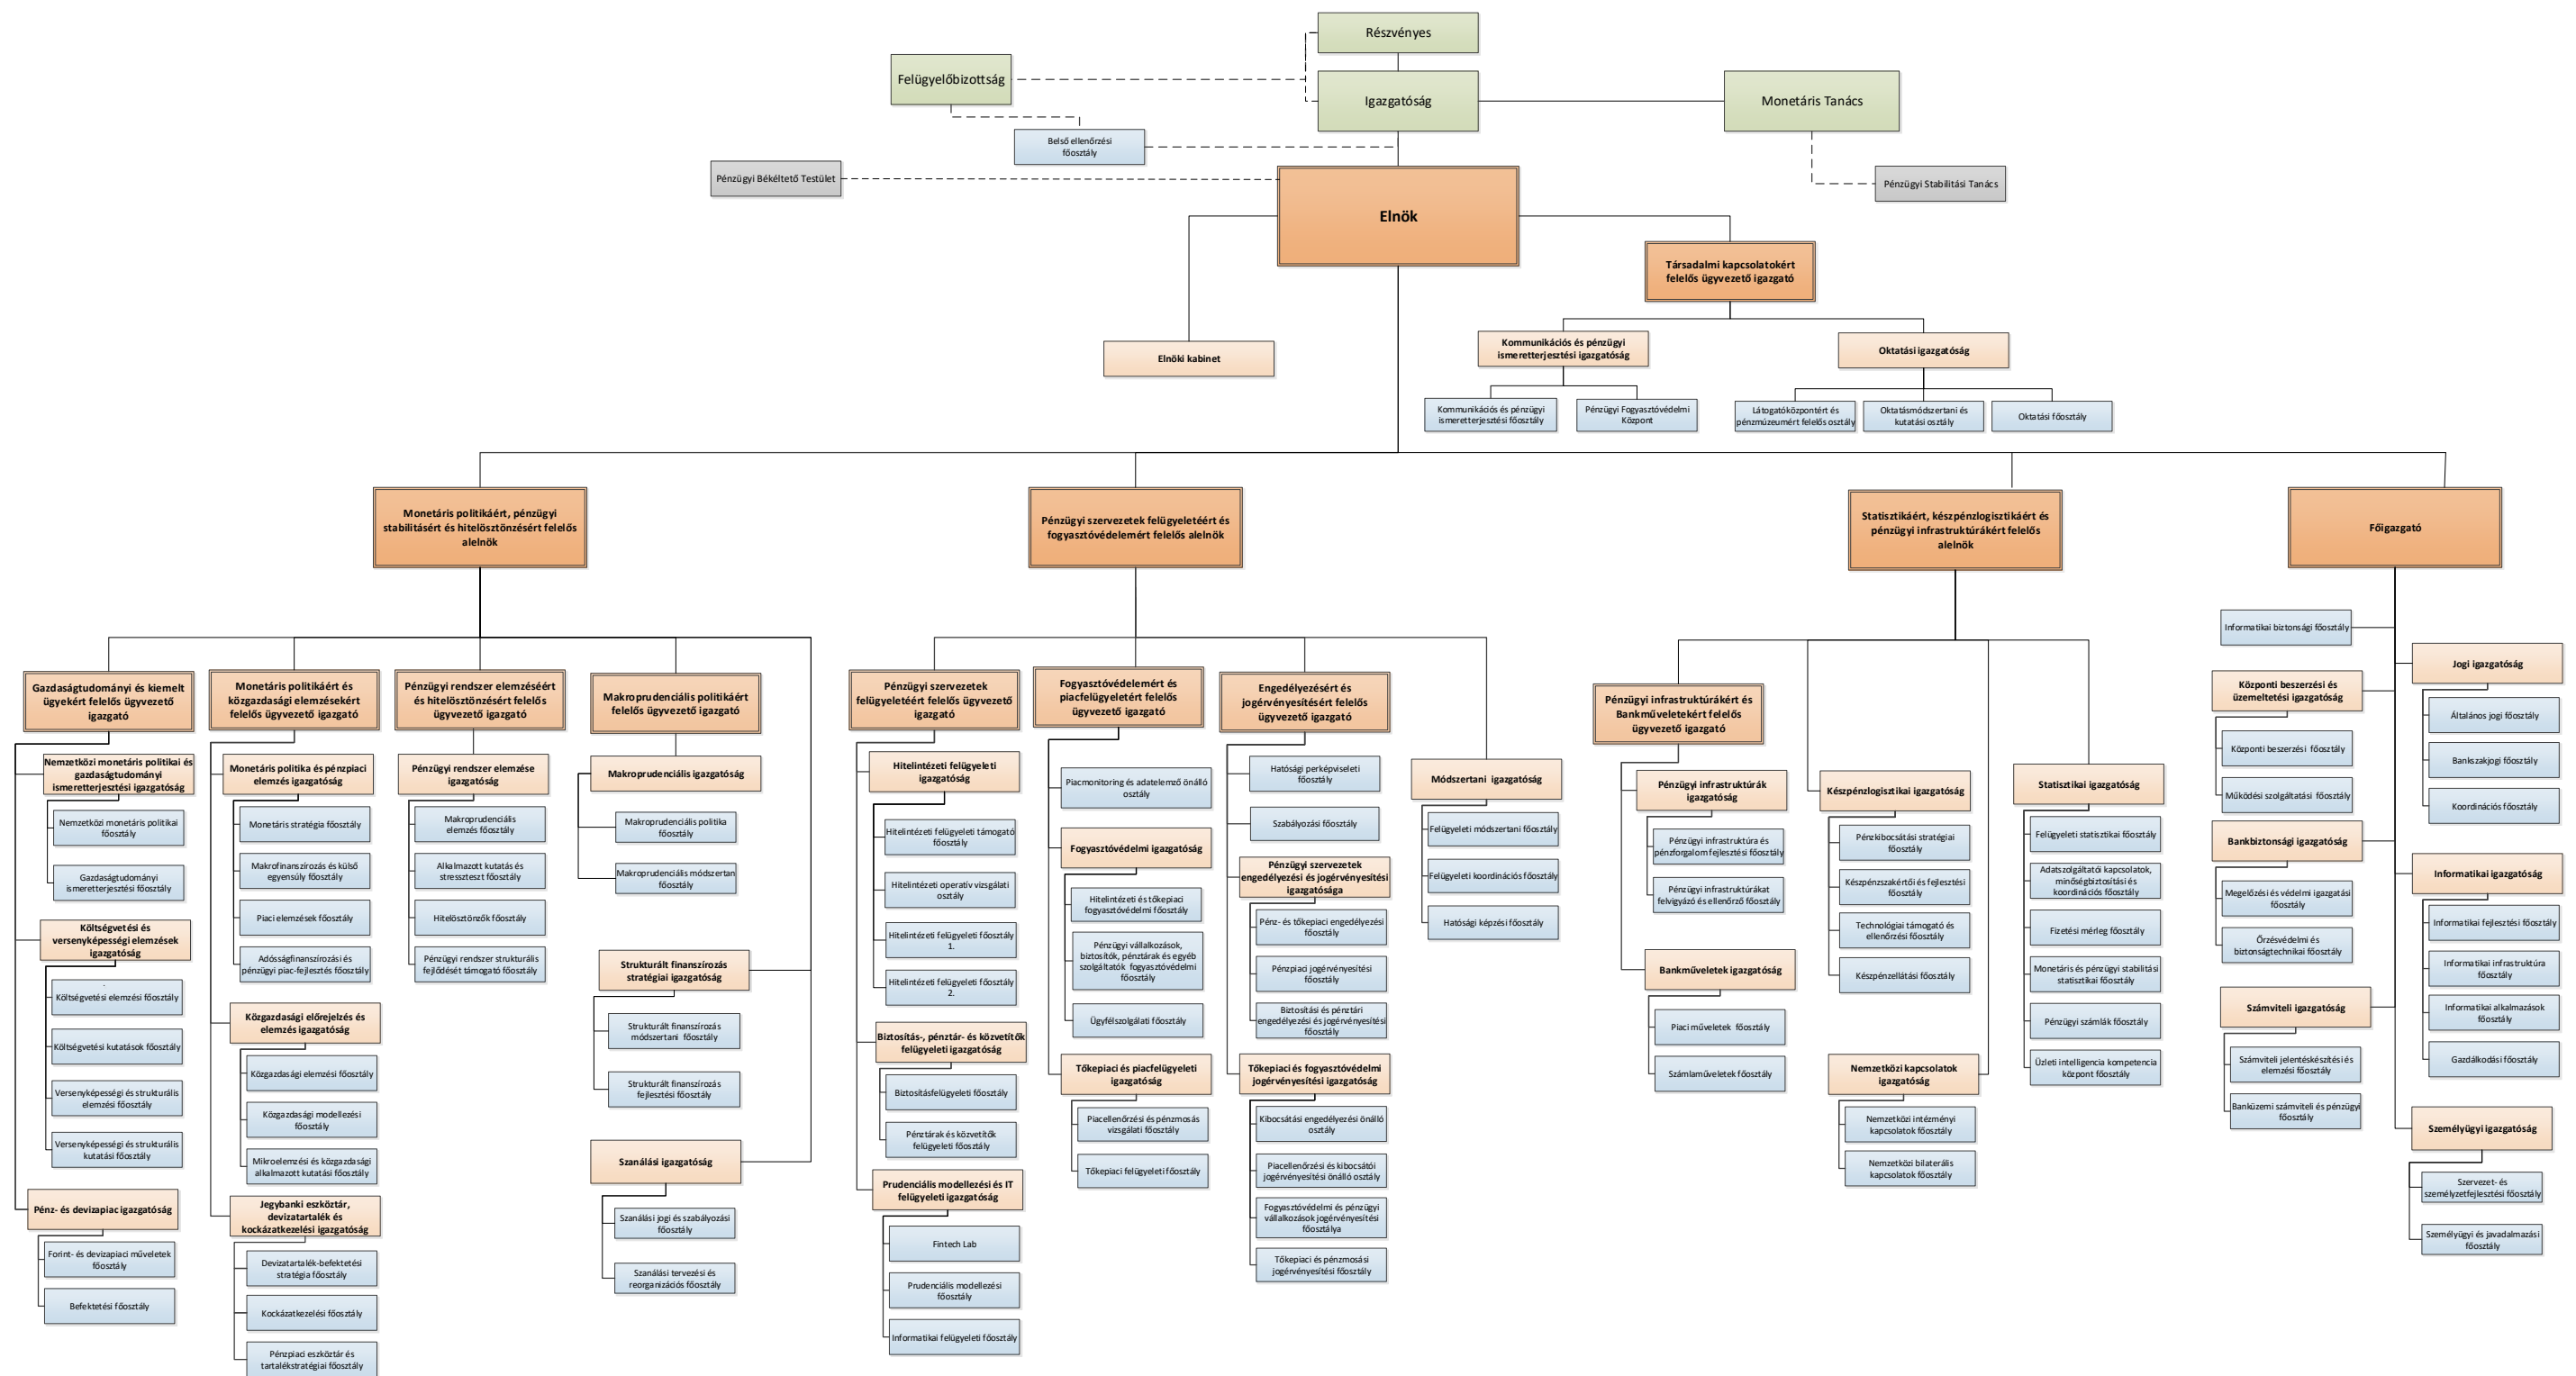 Részvényes
Felügyelőbizottság
Igazgatóság
Monetáris Tanács
Belső ellenőrzési
főosztály
Pénzügyi Békéltető Testület
Pénzügyi Stabilitási Tanács
Elnök
Társadalmi kapcsolatokért
felelős ügyvezető igazgató
Elnöki kabinet
Kommunikációs és pénzügyi
ismeretterjesztési igazgatóság
Oktatási igazgatóság
Kommunikációs és pénzügyi
ismeretterjesztési főosztály
Pénzügyi Fogyasztóvédelmi
Központ
Látogatóközpontért és
pénzmúzeumért felelős osztály
Oktatásmódszertani és
kutatási osztály
Oktatási főosztály
Monetáris politikáért, pénzügyi
stabilitásért és hitelösztönzésért felelős
alelnök
Gazdaságtudományi és kiemelt
ügyekért felelős ügyvezető
igazgató
Nemzetközi monetáris politikai és
gazdaságtudományi
ismeretterjesztési igazgatóság
Nemzetközi monetáris politikai
főosztály
Gazdaságtudományi
ismeretterjesztési főosztály
Költségvetési és
versenyképességi elemzések
igazgatóság
Költségvetési elemzési főosztály
Költségvetési kutatások főosztály
Versenyképességi és strukturális
elemzési főosztály
Versenyképességi és strukturális
kutatási főosztály
Pénz- és devizapiac igazgatóság
Forint- és devizapiaci műveletek
főosztály
Befektetési főosztály
Monetáris politikáért és
közgazdasági elemzésekért
felelős ügyvezető igazgató
Monetáris politika és pénzpiaci
elemzés igazgatóság
Monetáris stratégia főosztály
Makrofinanszírozás és külső
egyensúly főosztály
Piaci elemzések főosztály
Adósságfinanszírozási és
pénzügyi piac-fejlesztés főosztály
Közgazdasági előrejelzés és
elemzés igazgatóság
Közgazdasági elemzési főosztály
Közgazdasági modellezési
főosztály
Mikroelemzési és közgazdasági
alkalmazott kutatási főosztály
Jegybanki eszköztár,
devizatartalék és
kockázatkezelési igazgatóság
Devizatartalék-befektetési
stratégia főosztály
Kockázatkezelési főosztály
Pénzpiaci eszköztár és
tartalékstratégiai főosztály
Pénzügyi rendszer elemzéséért
és hitelösztönzésért felelős
ügyvezető igazgató
Pénzügyi rendszer elemzése
igazgatóság
Makroprudenciális
elemzés főosztály
Alkalmazott kutatás és
stresszteszt főosztály
Hitelösztönzők főosztály
Pénzügyi rendszer strukturális
fejlődését támogató főosztály
Makroprudenciális politikáért
felelős ügyvezető igazgató
Makroprudenciális igazgatóság
Makroprudenciális politika
főosztály
Makroprudenciális módszertan
főosztály
Strukturált finanszírozás
stratégiai igazgatóság
Strukturált finanszírozás
módszertani főosztály
Strukturált finanszírozás
fejlesztési főosztály
Szanálási igazgatóság
Szanálási jogi és szabályozási
főosztály
Szanálási tervezési és
reorganizációs főosztály
Pénzügyi szervezetek felügyeletéért és
fogyasztóvédelemért felelős alelnök
Pénzügyi szervezetek
felügyeletéért felelős ügyvezető
igazgató
Hitelintézeti felügyeleti
igazgatóság
Hitelintézeti felügyeleti támogató
főosztály
Hitelintézeti operatív vizsgálati
osztály
Hitelintézeti felügyeleti főosztály
1.
Hitelintézeti felügyeleti főosztály
2.
Biztosítás-, pénztár- és közvetítők
felügyeleti igazgatóság
Biztosításfelügyeleti főosztály
Pénztárak és közvetítők
felügyeleti főosztály
Prudenciális modellezési és IT
felügyeleti igazgatóság
Fintech Lab
Prudenciális modellezési
főosztály
Informatikai felügyeleti főosztály
Fogyasztóvédelemért és
piacfelügyeletért felelős
ügyvezető igazgató
Piacmonitoring és adatelemző önálló
osztály
Fogyasztóvédelmi igazgatóság
Hitelintézeti és tőkepiaci
fogyasztóvédelmi főosztály
Pénzügyi vállalkozások,
biztosítók, pénztárak és egyéb
szolgáltatók fogyasztóvédelmi
főosztály
Ügyfélszolgálati főosztály
Tőkepiaci és piacfelügyeleti
igazgatóság
Piacellenőrzési és pénzmosás
vizsgálati főosztály
Tőkepiaci felügyeleti főosztály
Engedélyezésért és
jogérvényesítésért felelős
ügyvezető igazgató
Hatósági perképviseleti
főosztály
Szabályozási főosztály
Pénzügyi szervezetek
engedélyezési és jogérvényesítési
igazgatósága
Pénz- és tőkepiaci engedélyezési
főosztály
Pénzpiaci jogérvényesítési
főosztály
Biztosítási és pénztári
engedélyezési és jogérvényesítési
főosztály
Tőkepiaci és fogyasztóvédelmi
jogérvényesítési igazgatóság
Kibocsátási engedélyezési önálló
osztály
Piacellenőrzési és kibocsátói
jogérvényesítési önálló osztály
Fogyasztóvédelmi és pénzügyi
vállalkozások jogérvényesítési
főosztálya
Tőkepiaci és pénzmosási
jogérvényesítési főosztály
Módszertani igazgatóság
Felügyeleti módszertani főosztály
Felügyeleti koordinációs főosztály
Hatósági képzési főosztály
Statisztikáért, készpénzlogisztikáért és
pénzügyi infrastruktúrákért felelős
alelnök
Pénzügyi infrastruktúrákért és
Bankműveletekért felelős
ügyvezető igazgató
Pénzügyi infrastruktúrák
igazgatóság
Pénzügyi infrastruktúra és
pénzforgalom fejlesztési főosztály
Pénzügyi infrastruktúrákat
felvigyázó és ellenőrző főosztály
Bankműveletek igazgatóság
Piaci műveletek főosztály
Számlaműveletek főosztály
Készpénzlogisztikai igazgatóság
Pénzkibocsátási stratégiai
főosztály
Készpénzszakértői és fejlesztési
főosztály
Technológiai támogató és
ellenőrzési főosztály
Készpénzellátási főosztály
Nemzetközi kapcsolatok
igazgatóság
Nemzetközi intézményi
kapcsolatok főosztály
Nemzetközi bilaterális
kapcsolatok főosztály
Statisztikai igazgatóság
Felügyeleti statisztikai főosztály
Adatszolgáltatói kapcsolatok,
minőségbiztosítási és
koordinációs főosztály
Fizetési mérleg főosztály
Monetáris és pénzügyi stabilitási
statisztikai főosztály
Pénzügyi számlák főosztály
Üzleti intelligencia kompetencia
központ főosztály
Főigazgató
Informatikai biztonsági főosztály
Központi beszerzési és
üzemeltetési igazgatóság
Központi beszerzési főosztály
Működési szolgáltatási főosztály
Bankbiztonsági igazgatóság
Megelőzési és védelmi igazgatási
főosztály
Őrzésvédelmi és
biztonságtechnikai főosztály
Számviteli igazgatóság
Számviteli jelentéskészítési és
elemzési főosztály
Banküzemi számviteli és pénzügyi
főosztály
Jogi igazgatóság
Általános jogi főosztály
Bankszakjogi főosztály
Koordinációs főosztály
Informatikai igazgatóság
Informatikai fejlesztési főosztály
Informatikai infrastruktúra
főosztály
Informatikai alkalmazások
főosztály
Gazdálkodási főosztály
Személyügyi igazgatóság
Szervezet- és
személyzetfejlesztési főosztály
Személyügyi és javadalmazási
főosztály